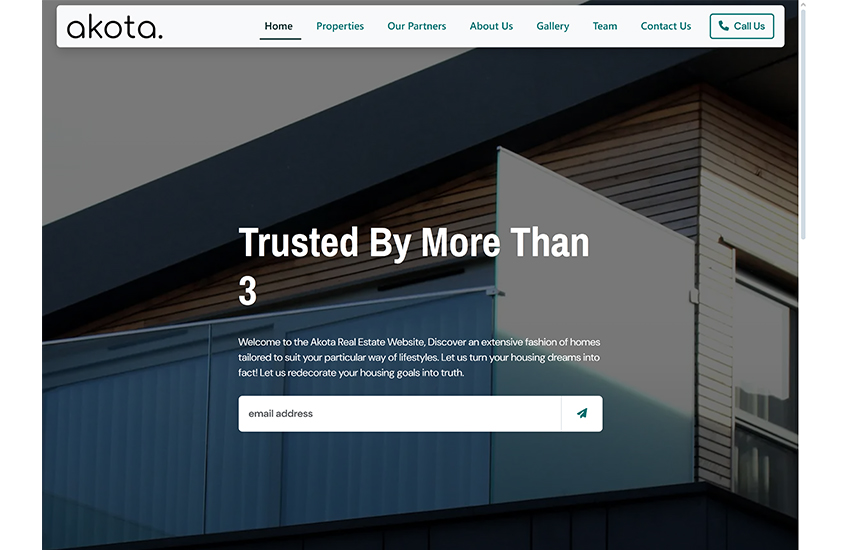 akota.
Home Properties Our Partners About Us Gallery Team Contact Us Call Us
Trusted By More Than
3
Welcome to the Akota Real Estate Website, Discover an extensive fashion of homes
tailored to suit your particular way of lifestyles. Let us turn your housing dreams into
fact! Let us redecorate your housing goals into truth.
email address